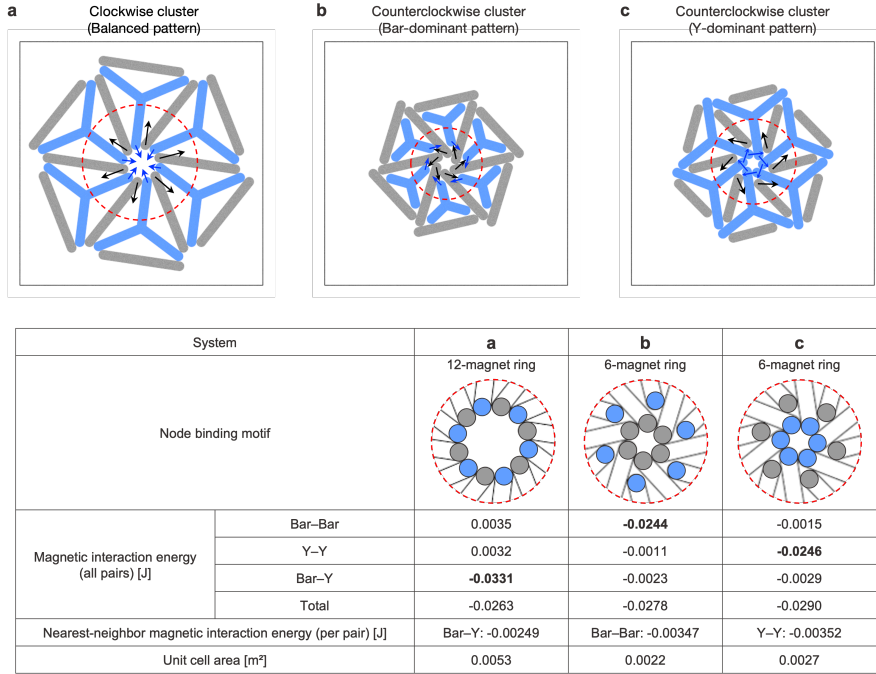 a
Clockwise cluster
(Balanced pattern)
b
Counterclockwise cluster
(Bar-dominant pattern)
c
Counterclockwise cluster
(Y-dominant pattern)
System
a
b
c
Node binding motif
12-magnet ring
6-magnet ring
6-magnet ring
Magnetic interaction energy
(all pairs) [J]
Bar–Bar
0.0035
-0.0244
-0.0015
Y–Y
0.0032
-0.0011
-0.0246
Bar–Y
-0.0331
-0.0023
-0.0029
Total
-0.0263
-0.0278
-0.0290
Nearest-neighbor magnetic interaction energy (per pair) [J]
Bar–Y: -0.00249
Bar–Bar: -0.00347
Y–Y: -0.00352
Unit cell area [m²]
0.0053
0.0022
0.0027